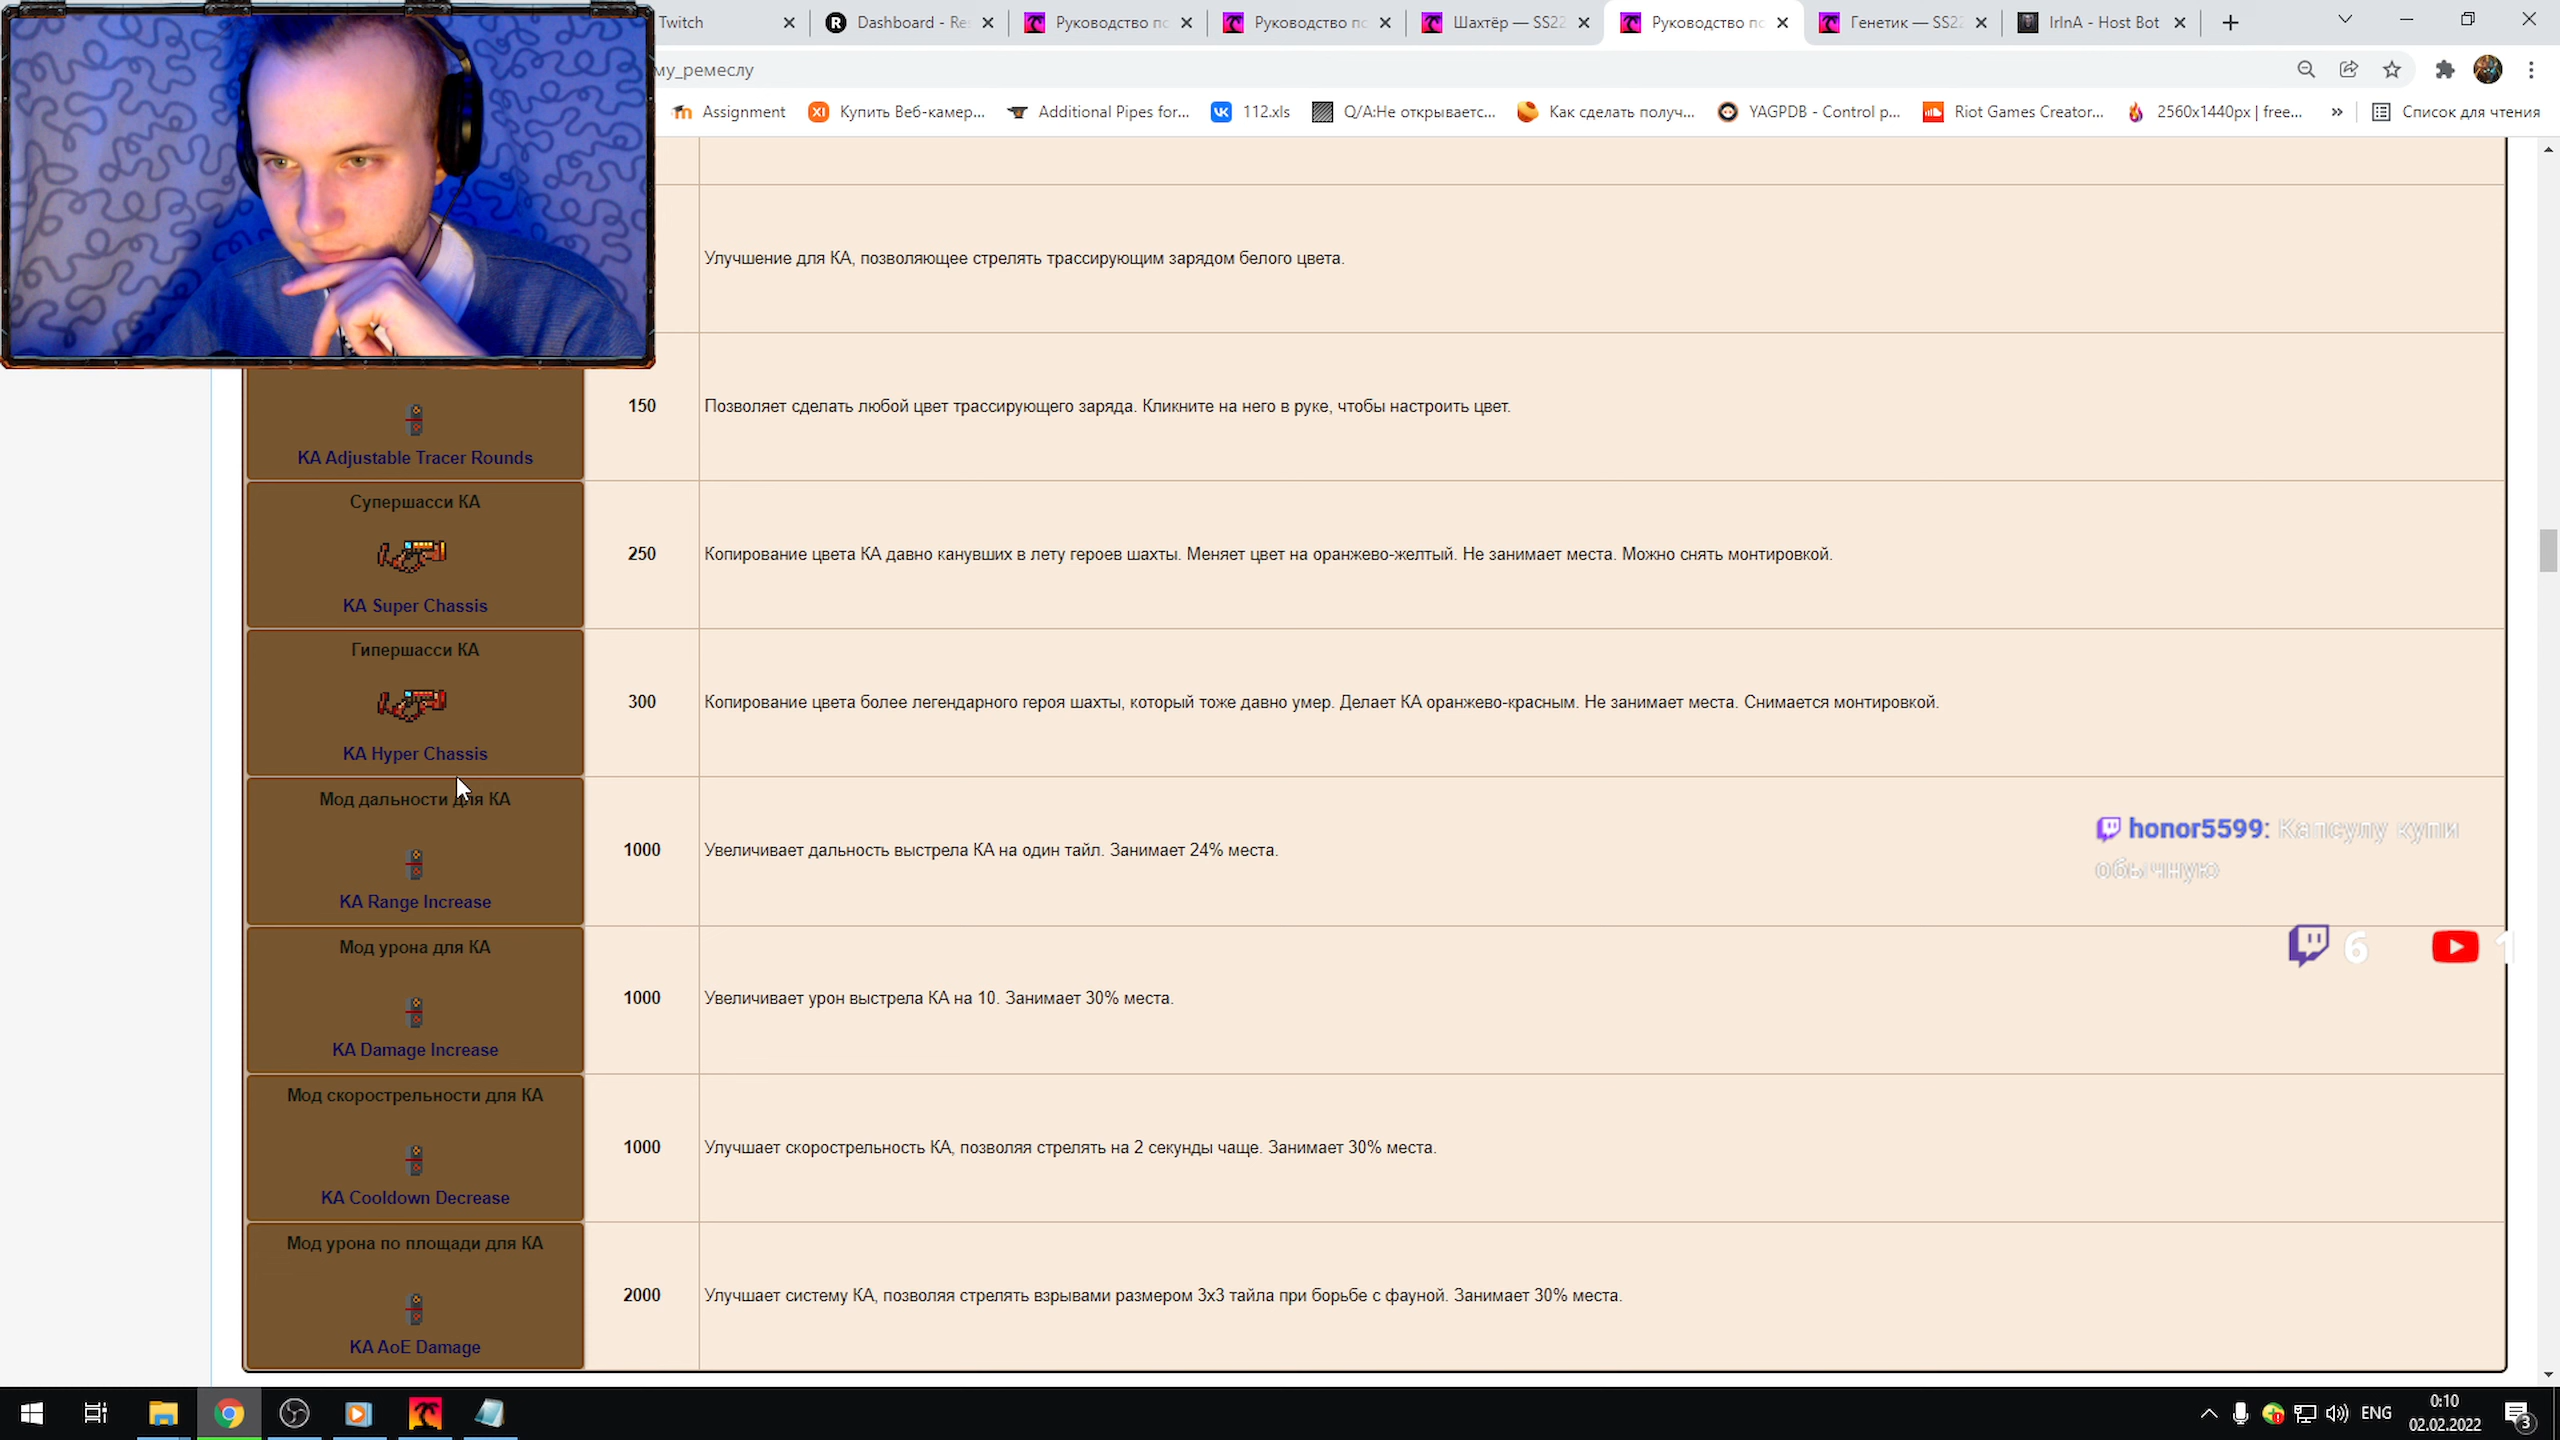 Twitch
Dashboard - Re
Руководство по
Руководство по
Шахтёр — SS22
Руководство по
Генетик — SS22
IrInA - Host Bot
му_ремеслу
Assignment
Купить Веб-камер...
Additional Pipes for...
112.xls
Q/A:Не открываетс...
Как сделать получ...
YAGPDB - Control p...
Riot Games Creator...
2560x1440px | free...
»
Список для чтения
Улучшение для КА, позволяющее стрелять трассирующим зарядом белого цвета.
KA Adjustable Tracer Rounds
150
Позволяет сделать любой цвет трассирующего заряда. Кликните на него в руке, чтобы настроить цвет.
Супершасси КА
KA Super Chassis
250
Копирование цвета КА давно канувших в лету героев шахты. Меняет цвет на оранжево-желтый. Не занимает места. Можно снять монтировкой.
Гипершасси КА
KA Hyper Chassis
300
Копирование цвета более легендарного героя шахты, который тоже давно умер. Делает КА оранжево-красным. Не занимает места. Снимается монтировкой.
Мод дальности для КА
KA Range Increase
1000
Увеличивает дальность выстрела КА на один тайл. Занимает 24% места.
honor5599: Капсулу купи
обычную
Мод урона для КА
KA Damage Increase
1000
Увеличивает урон выстрела КА на 10. Занимает 30% места.
6
1
Мод скорострельности для КА
KA Cooldown Decrease
1000
Улучшает скорострельность КА, позволяя стрелять на 2 секунды чаще. Занимает 30% места.
Мод урона по площади для КА
KA AoE Damage
2000
Улучшает систему КА, позволяя стрелять взрывами размером 3х3 тайла при борьбе с фауной. Занимает 30% места.
ENG
0:10
02.02.2022
3